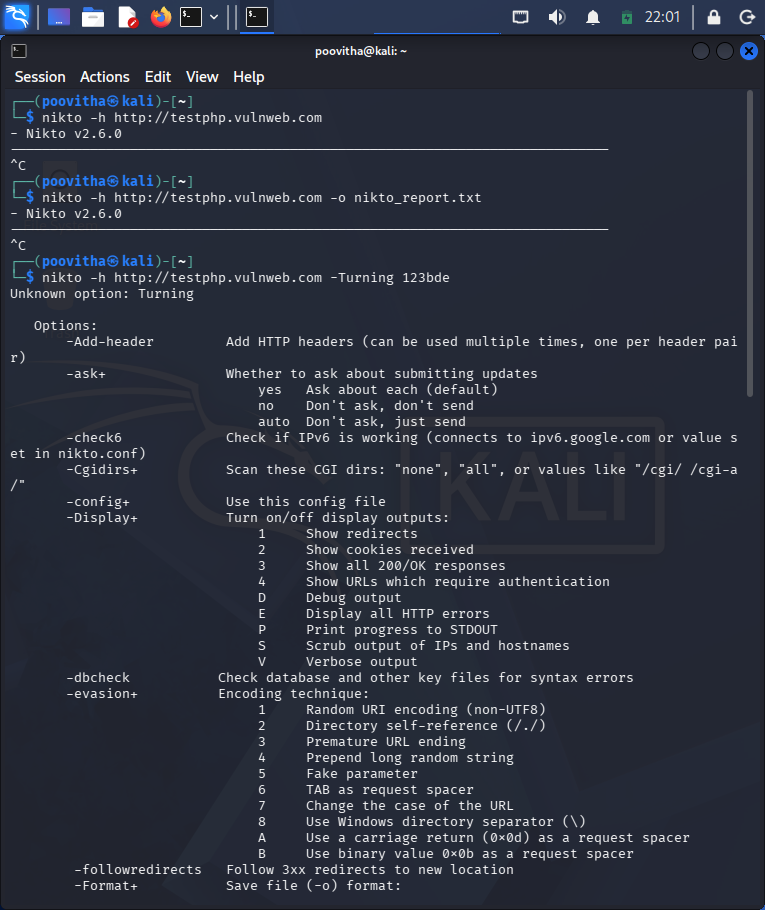 22:01
poovitha@kali: ~
Session Actions Edit View Help
┌──(poovitha㉿kali)-[~]
└─$ nikto -h http://testphp.vulnweb.com
- Nikto v2.6.0
^C
┌──(poovitha㉿kali)-[~]
└─$ nikto -h http://testphp.vulnweb.com -o nikto_report.txt
- Nikto v2.6.0
^C
┌──(poovitha㉿kali)-[~]
└─$ nikto -h http://testphp.vulnweb.com -Turning 123bde
Unknown option: Turning
Options:
-Add-header Add HTTP headers (can be used multiple times, one per header pai
r)
-ask+ Whether to ask about submitting updates
yes Ask about each (default)
no Don't ask, don't send
auto Don't ask, just send
-check6 Check if IPv6 is working (connects to ipv6.google.com or value s
et in nikto.conf)
-Cgidirs+ Scan these CGI dirs: "none", "all", or values like "/cgi/ /cgi-a
/"
-config+ Use this config file
-Display+ Turn on/off display outputs:
1 Show redirects
2 Show cookies received
3 Show all 200/OK responses
4 Show URLs which require authentication
D Debug output
E Display all HTTP errors
P Print progress to STDOUT
S Scrub output of IPs and hostnames
V Verbose output
-dbcheck Check database and other key files for syntax errors
-evasion+ Encoding technique:
1 Random URI encoding (non-UTF8)
2 Directory self-reference (/./)
3 Premature URL ending
4 Prepend long random string
5 Fake parameter
6 TAB as request spacer
7 Change the case of the URL
8 Use Windows directory separator (\)
A Use a carriage return (0x0d) as a request spacer
B Use binary value 0x0b as a request spacer
-followredirects Follow 3xx redirects to new location
-Format+ Save file (-o) format:
KALI